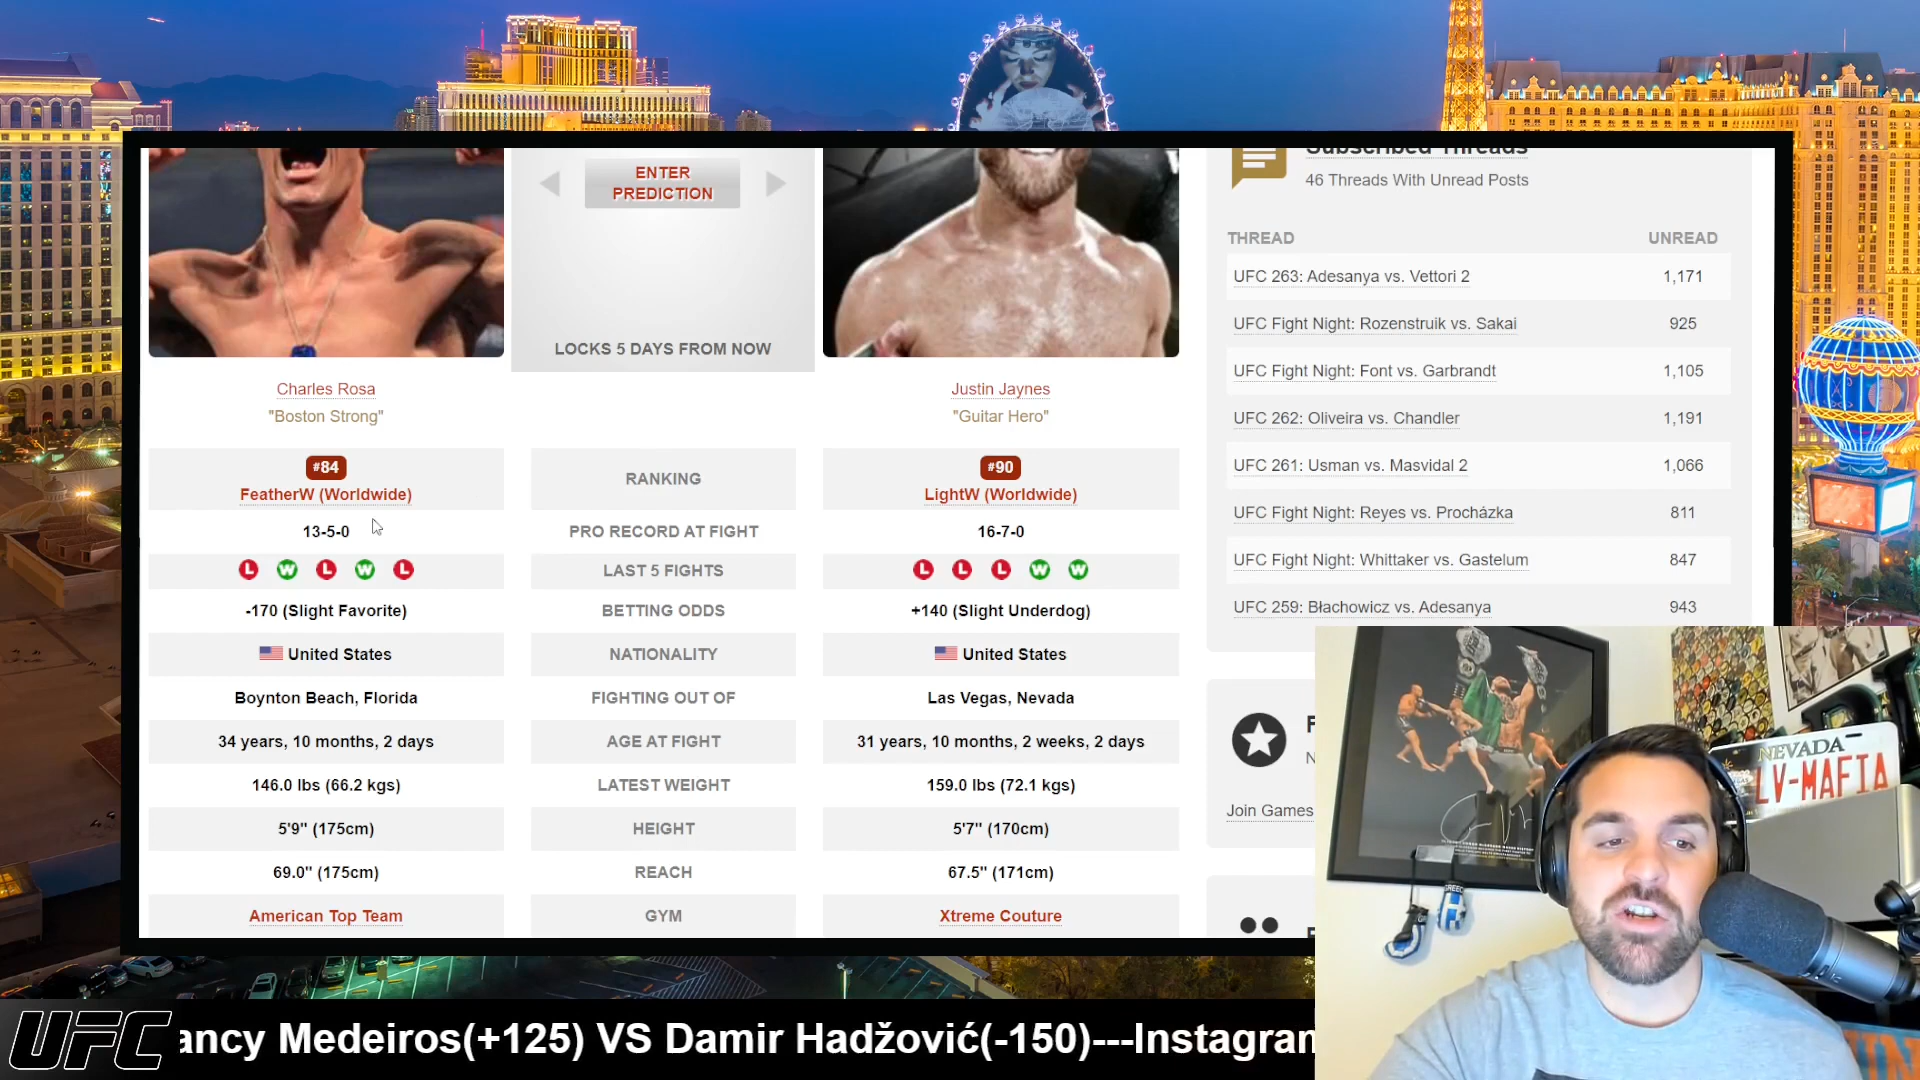 ENTER
PREDICTION
LOCKS 5 DAYS FROM NOW
Charles Rosa
"Boston Strong"
Justin Jaynes
"Guitar Hero"
#84
FeatherW (Worldwide)
RANKING
#90
LightW (Worldwide)
13-5-0
PRO RECORD AT FIGHT
16-7-0
L W L W L
LAST 5 FIGHTS
L L L W W
-170 (Slight Favorite)
BETTING ODDS
+140 (Slight Underdog)
United States
NATIONALITY
United States
Boynton Beach, Florida
FIGHTING OUT OF
Las Vegas, Nevada
34 years, 10 months, 2 days
AGE AT FIGHT
31 years, 10 months, 2 weeks, 2 days
146.0 lbs (66.2 kgs)
LATEST WEIGHT
159.0 lbs (72.1 kgs)
5'9" (175cm)
HEIGHT
5'7" (170cm)
69.0" (175cm)
REACH
67.5" (171cm)
American Top Team
GYM
Xtreme Couture
Subscribed Threads
46 Threads With Unread Posts
THREAD UNREAD
UFC 263: Adesanya vs. Vettori 2 1,171
UFC Fight Night: Rozenstruik vs. Sakai 925
UFC Fight Night: Font vs. Garbrandt 1,105
UFC 262: Oliveira vs. Chandler 1,191
UFC 261: Usman vs. Masvidal 2 1,066
UFC Fight Night: Reyes vs. Procházka 811
UFC Fight Night: Whittaker vs. Gastelum 847
UFC 259: Błachowicz vs. Adesanya 943
Join Games
NEVADA
LV-MAFIA
UFC
ancy Medeiros(+125) VS Damir Hadžović(-150)---Instagran